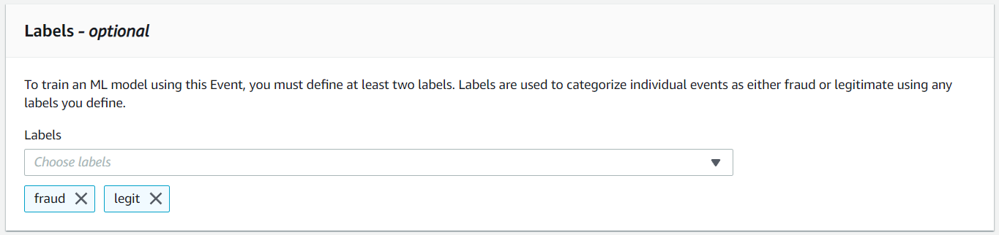 Labels - optional
To train an ML model using this Event, you must define at least two labels. Labels are used to categorize individual events as either fraud or legitimate using any
labels you define.
Labels
Choose labels
fraud
legit